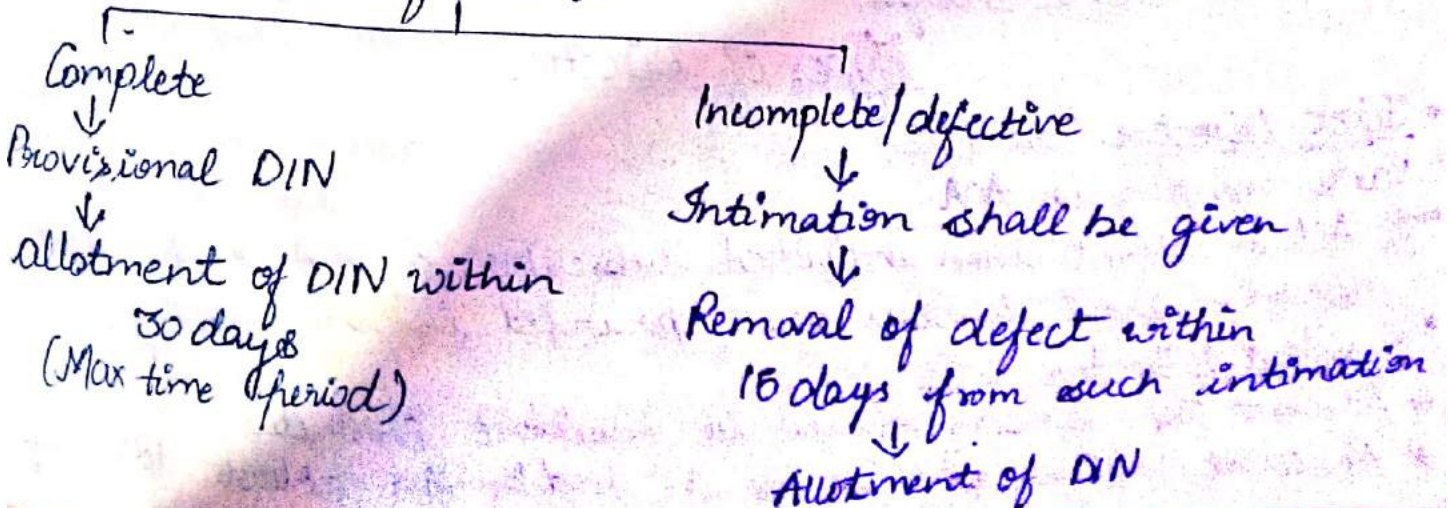 Complete
↓
Provisional DIN
↓
allotment of DIN within
30 days
(Max time period)
Incomplete/defective
↓
Intimation shall be given
↓
Removal of defect within
15 days from such intimation
↓
Allotment of DIN